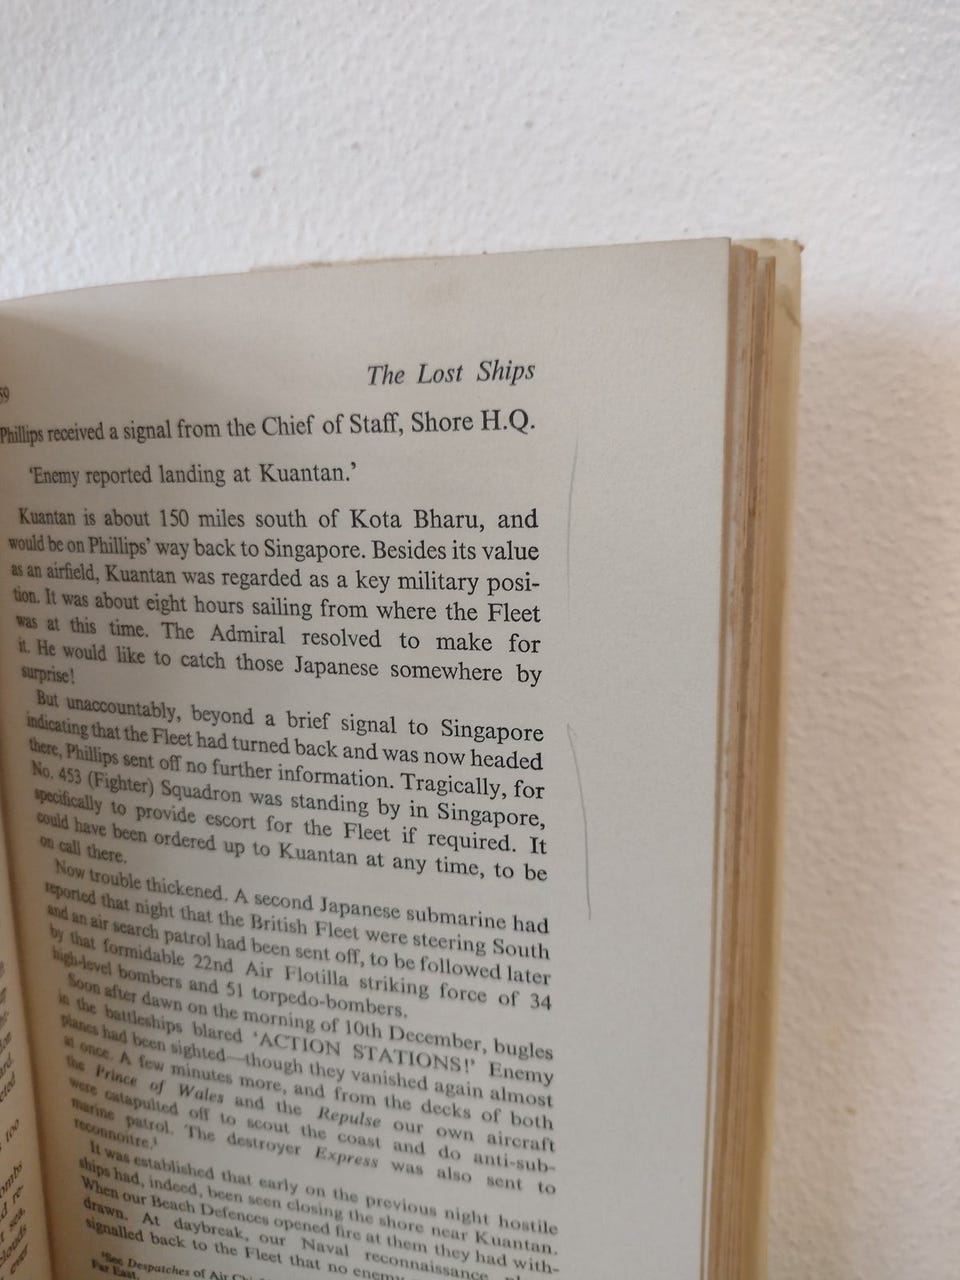 59
The Lost Ships
Phillips received a signal from the Chief of Staff, Shore H.Q.
'Enemy reported landing at Kuantan.'
Kuantan is about 150 miles south of Kota Bharu, and
would be on Phillips' way back to Singapore. Besides its value
as an airfield, Kuantan was regarded as a key military posi-
tion. It was about eight hours sailing from where the Fleet
was at this time. The Admiral resolved to make for
it. He would like to catch those Japanese somewhere by
surprise!
But unaccountably, beyond a brief signal to Singapore
indicating that the Fleet had turned back and was now headed
there, Phillips sent off no further information. Tragically, for
No. 453 (Fighter) Squadron was standing by in Singapore,
specifically to provide escort for the Fleet if required. It
could have been ordered up to Kuantan at any time, to be
on call there.
Now trouble thickened. A second Japanese submarine had
reported that night that the British Fleet were steering South
and an air search patrol had been sent off, to be followed later
by that formidable 22nd Air Flotilla striking force of 34
high-level bombers and 51 torpedo-bombers.
Soon after dawn on the morning of 10th December, bugles
in the battleships blared 'ACTION STATIONS!' Enemy
planes had been sighted—though they vanished again almost
at once. A few minutes more, and from the decks of both
the Prince of Wales and the Repulse our own aircraft
were catapulted off to scout the coast and do anti-sub-
marine patrol. The destroyer Express was also sent to
reconnoitre.¹
It was established that early on the previous night hostile
ships had, indeed, been seen closing the shore near Kuantan.
When our Beach Defences opened fire at them they had with-
drawn. At daybreak, our Naval reconnaissance
signalled back to the Fleet that no enemy
¹See Despatches of Air
Far East.
too
ombs
re-
sea.
clouds
ever